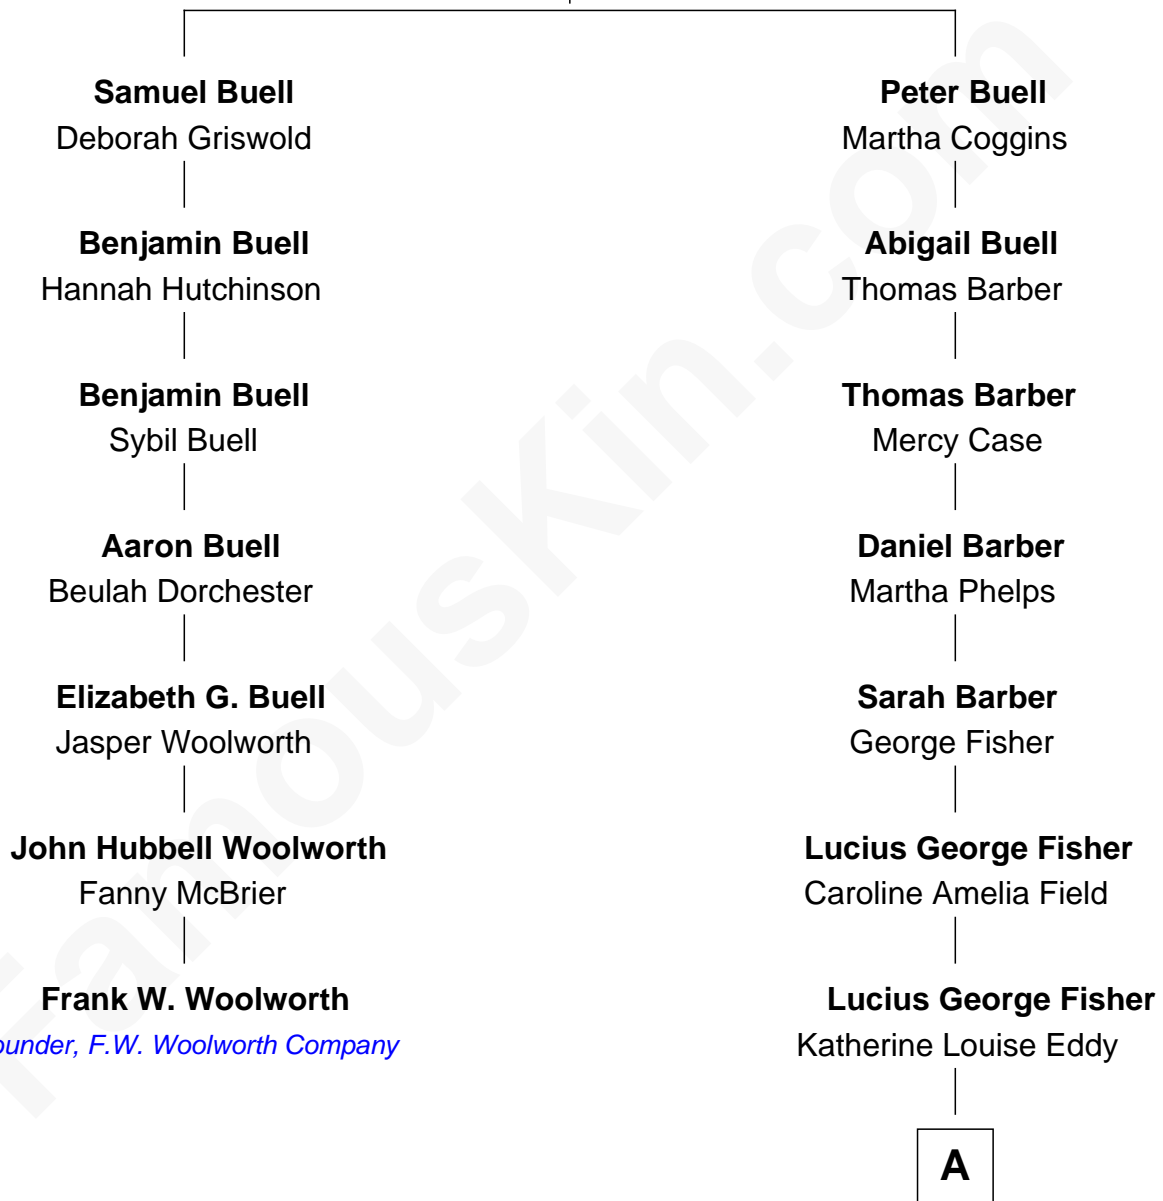 Samuel Buell
Deborah Griswold
Peter Buell
Martha Coggins
Benjamin Buell
Hannah Hutchinson
Abigail Buell
Thomas Barber
Benjamin Buell
Sybil Buell
Thomas Barber
Mercy Case
Aaron Buell
Beulah Dorchester
Daniel Barber
Martha Phelps
Elizabeth G. Buell
Jasper Woolworth
Sarah Barber
George Fisher
John Hubbell Woolworth
Fanny McBrier
Lucius George Fisher
Caroline Amelia Field
Frank W. Woolworth
ounder, F.W. Woolworth Company
Lucius George Fisher
Katherine Louise Eddy
A
FamousKin.com